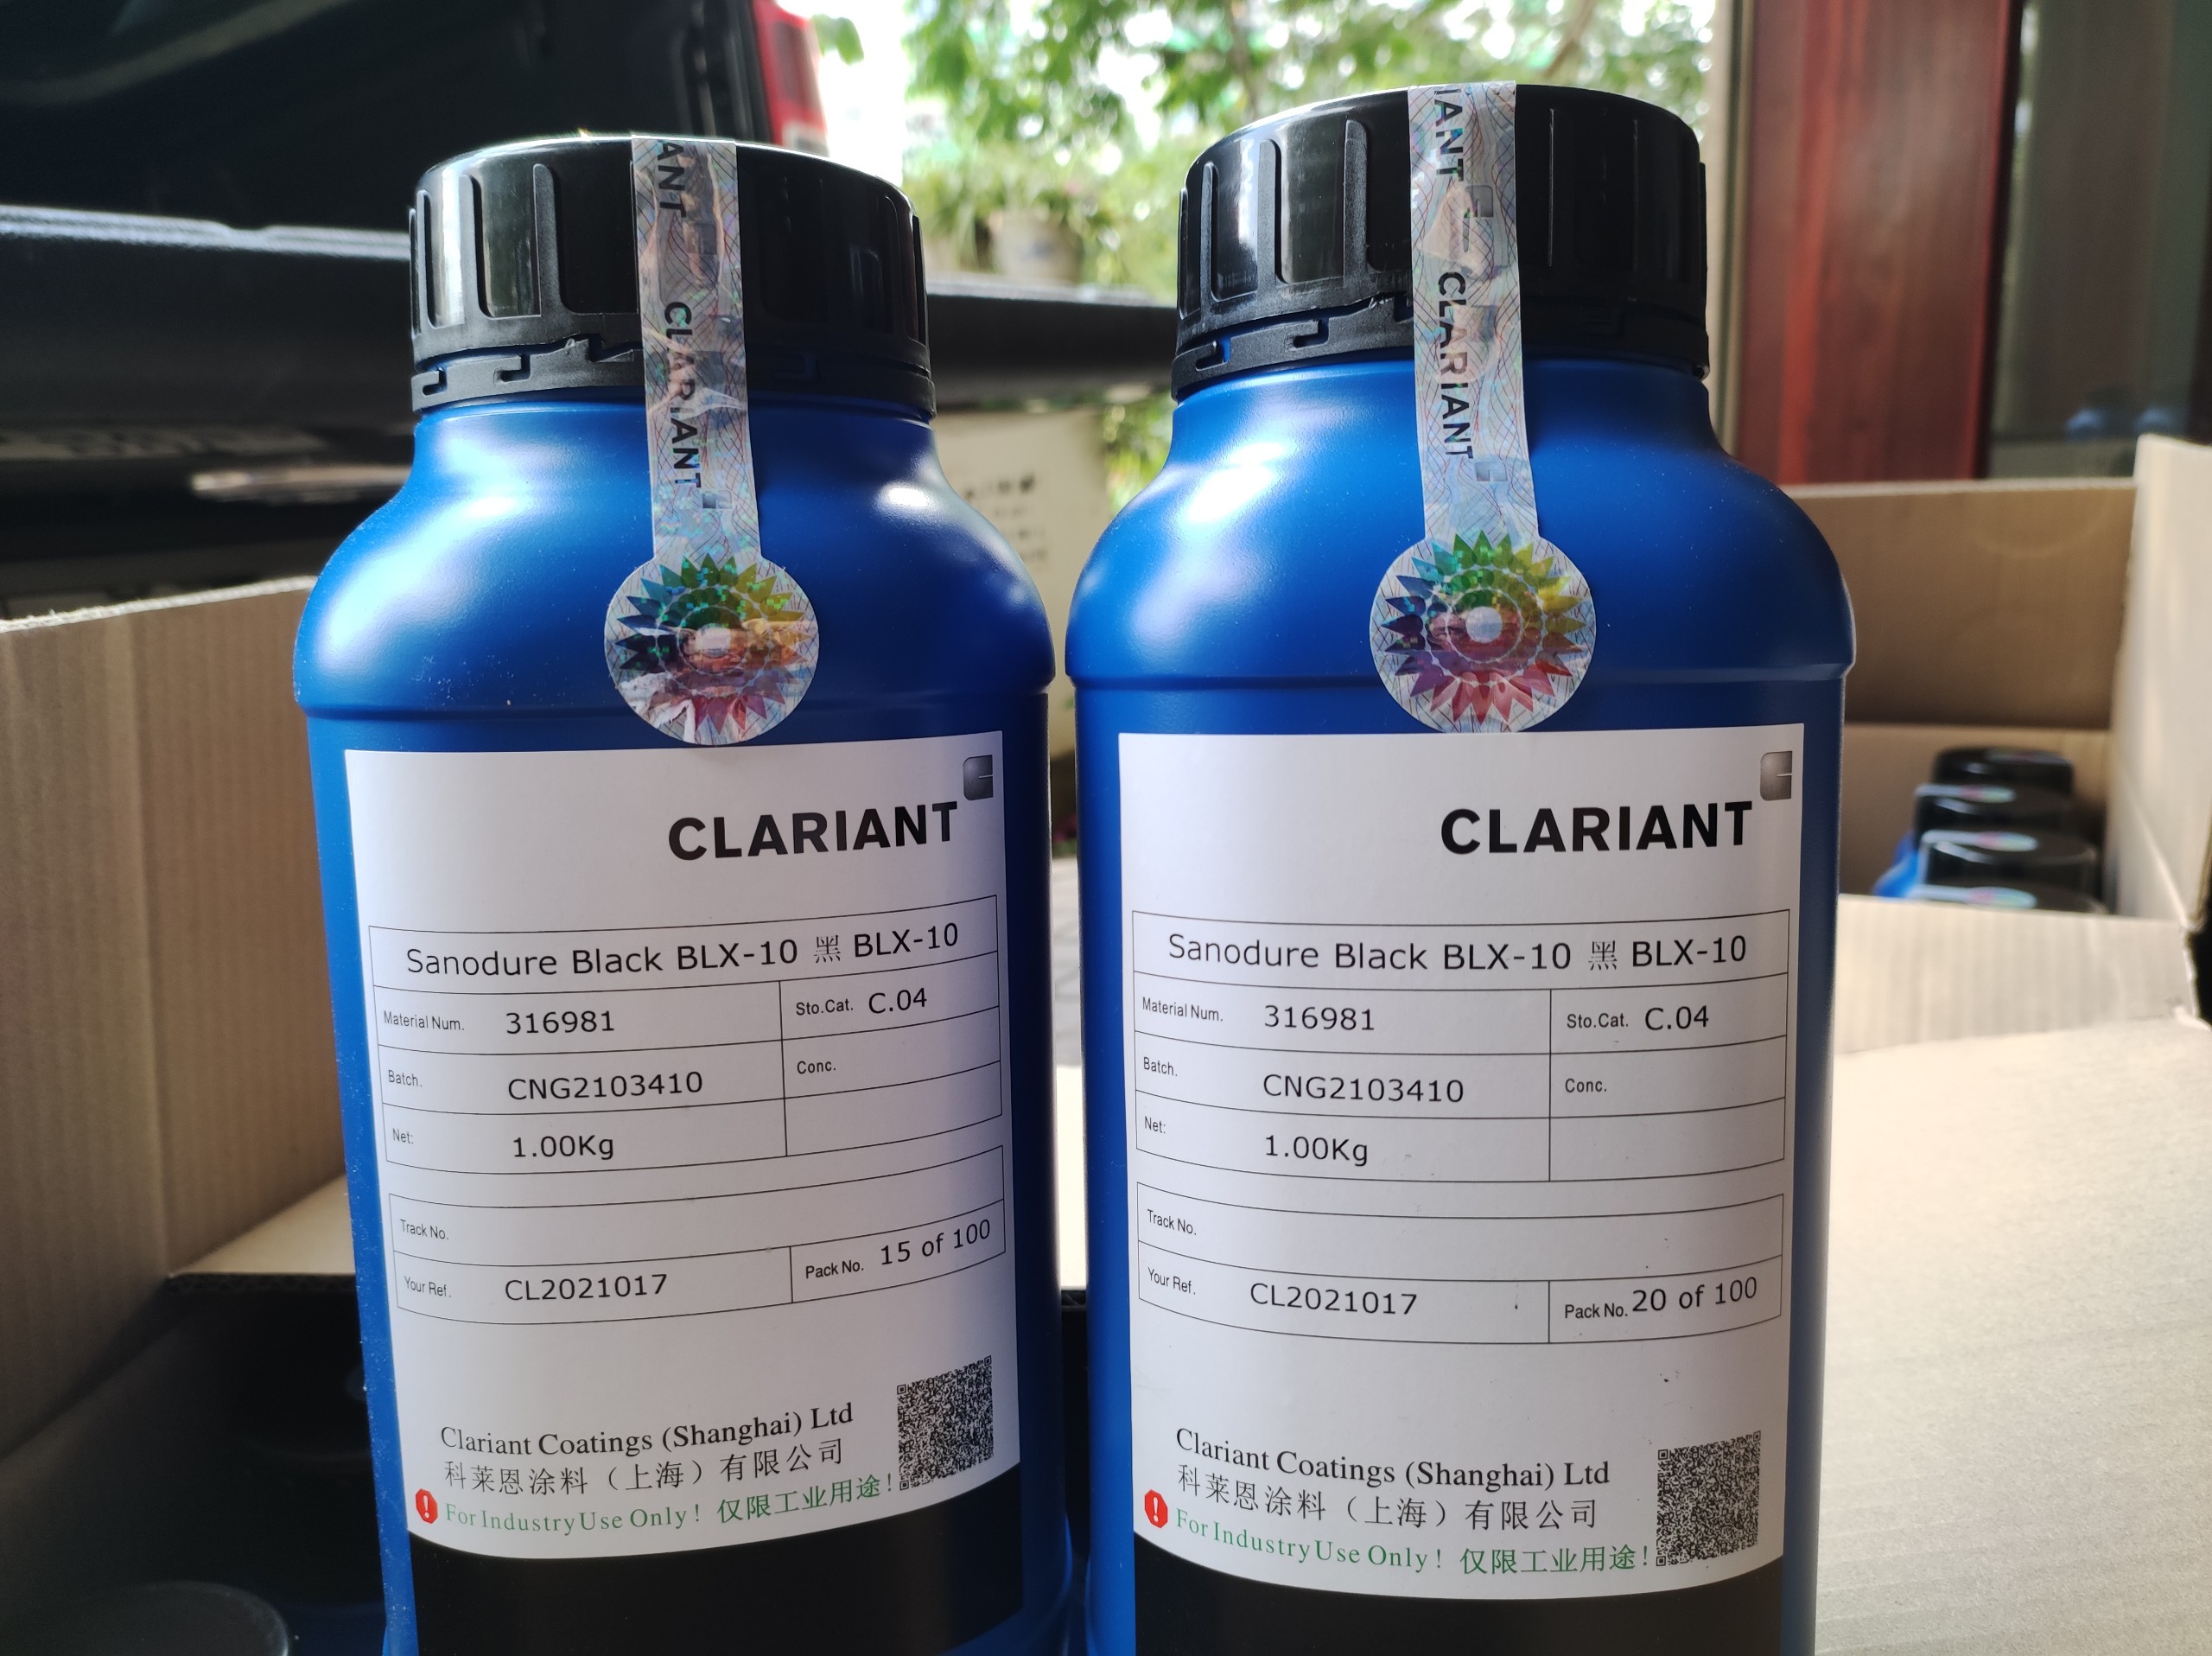 ANT
CLARIANT
CLARIANT
Sanodure Black BLX-10 黑 BLX-10
Material Num. 316981 Sto.Cat. C.04
Batch. CNG2103410 Conc.
Net: 1.00Kg
Track No.
Your Ref. CL2021017 Pack No. 15 of 100
Clariant Coatings (Shanghai) Ltd
科莱恩涂料（上海）有限公司
For Industry Use Only! 仅限工业用途!
IANT
CLARIANT
CLARIANT
Sanodure Black BLX-10 黑 BLX-10
Material Num. 316981 Sto.Cat. C.04
Batch. CNG2103410 Conc.
Net: 1.00Kg
Track No.
Your Ref. CL2021017 Pack No. 20 of 100
Clariant Coatings (Shanghai) Ltd
科莱恩涂料（上海）有限公司
For Industry Use Only! 仅限工业用途!